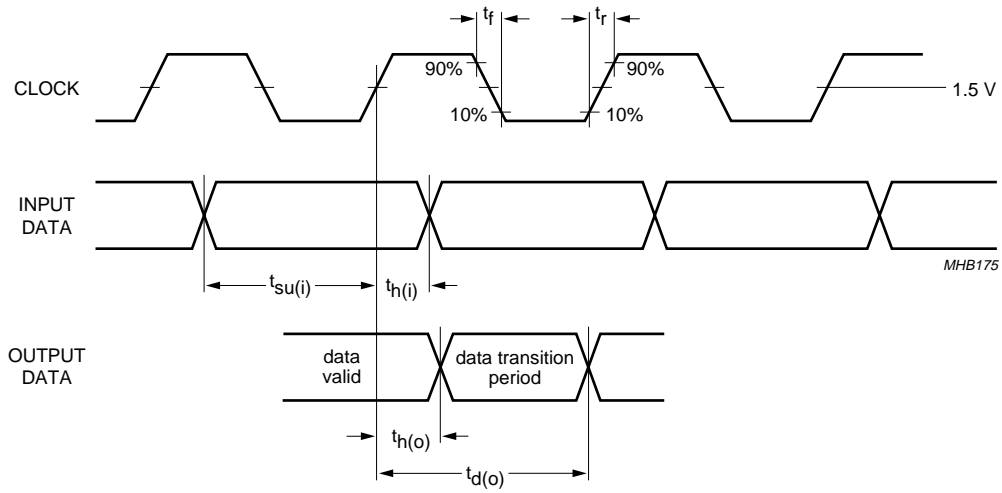 t_f
t_r
90%
90%
CLOCK
1.5 V
10%
10%
INPUT
DATA
MHB175
t_su(i)
t_h(i)
OUTPUT
DATA
data
valid
data transition
period
t_h(o)
t_d(o)